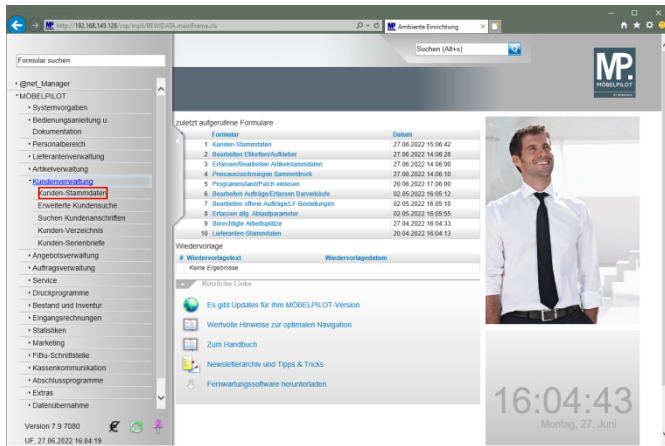 http://192.168.145.128/csp/mp6/BEWIDATA.mainFrame.cls
Ambiente Einrichtung
Formular suchen
Suchen (Alt+s)
MP.
MÖBELPILOT
@net_Manager
MÖBELPILOT
Systemvorgaben
Bedienungsanleitung u.
Dokumentation
Personalbereich
Lieferantenverwaltung
Artikelverwaltung
Kundenverwaltung
Kunden-Stammdaten
Erweiterte Kundensuche
Suchen Kundenanschriften
Kunden-Verzeichnis
Kunden-Serienbriefe
Angebotsverwaltung
Auftragsverwaltung
Service
Druckprogramme
Bestand und Inventur
Eingangsrechnungen
Statistiken
Marketing
FIBu-Schnittstelle
Kassenkommunikation
Abschlussprogramme
Extras
Datenübernahme
Version 7.9 7080
UF, 27.06.2022 16:04:19
zuletzt aufgerufene Formulare
Formular Datum
1 Kunden-Stammdaten 27.06.2022 15:06:42
2 Bearbeiten Etiketten/Aufkleber 27.06.2022 14:06:28
3 Erfassen/Bearbeiten Artikelstammdaten 27.06.2022 14:06:00
4 Preisauszeichnungen Sammeldruck 27.06.2022 14:06:10
5 Programmstand/Patch einlesen 20.06.2022 17:06:00
6 Bearbeiten Aufträge/Erfassen Barverkäufe 02.05.2022 16:05:12
7 Bearbeiten offene Aufträge/LF-Bestellungen 02.05.2022 16:05:10
8 Erfassen allg. Ablaufparameter 02.05.2022 16:05:55
9 Berechtigte Arbeitsplätze 27.04.2022 16:04:33
10 Lieferanten-Stammdaten 20.04.2022 16:04:13
Wiedervorlage
# Wiedervorlagetext Wiedervorlagedatum
Keine Ergebnisse
Nützliche Links
Es gibt Updates für Ihre MÖBELPILOT-Version
Wertvolle Hinweise zur optimalen Navigation
Zum Handbuch
Newsletterarchiv und Tipps & Tricks
Fernwartungssoftware herunterladen
16:04:43
Montag, 27. Juni